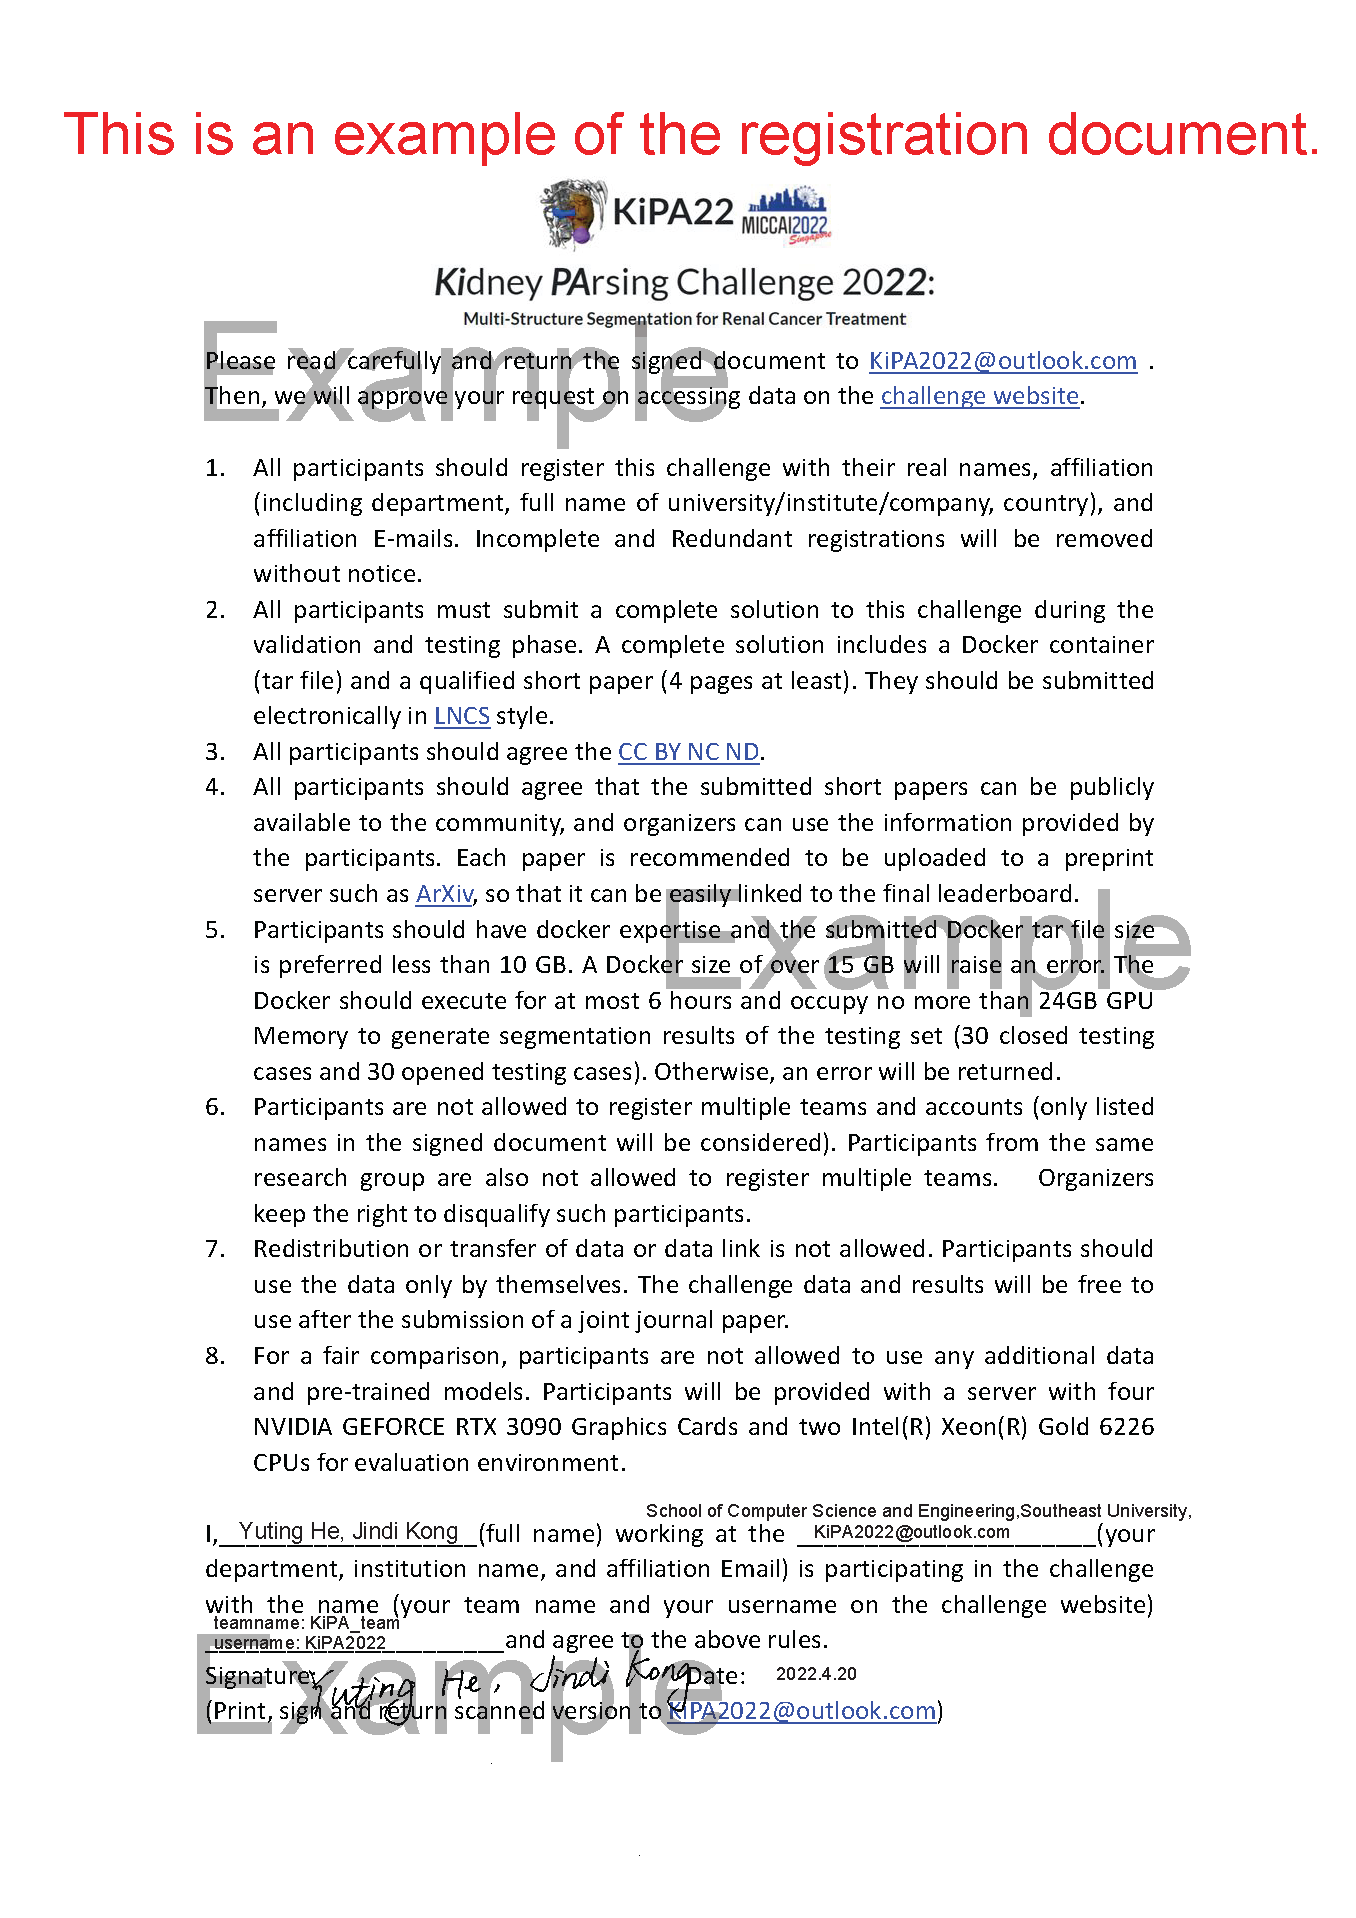 This is an example of the registration document.
KiPA22 MICCAI2022 Singapore
Kidney PArsing Challenge 2022:
Multi-Structure Segmentation for Renal Cancer Treatment
Example
Please read carefully and return the signed document to KiPA2022@outlook.com .
Then, we will approve your request on accessing data on the challenge website.
1. All participants should register this challenge with their real names, affiliation
(including department, full name of university/institute/company, country), and
affiliation E-mails. Incomplete and Redundant registrations will be removed
without notice.
2. All participants must submit a complete solution to this challenge during the
validation and testing phase. A complete solution includes a Docker container
(tar file) and a qualified short paper (4 pages at least). They should be submitted
electronically in LNCS style.
3. All participants should agree the CC BY NC ND.
4. All participants should agree that the submitted short papers can be publicly
available to the community, and organizers can use the information provided by
the participants. Each paper is recommended to be uploaded to a preprint
server such as ArXiv, so that it can be easily linked to the final leaderboard.
Example
5. Participants should have docker expertise and the submitted Docker tar file size
is preferred less than 10 GB. A Docker size of over 15 GB will raise an error. The
Docker should execute for at most 6 hours and occupy no more than 24GB GPU
Memory to generate segmentation results of the testing set (30 closed testing
cases and 30 opened testing cases). Otherwise, an error will be returned.
6. Participants are not allowed to register multiple teams and accounts (only listed
names in the signed document will be considered). Participants from the same
research group are also not allowed to register multiple teams. Organizers
keep the right to disqualify such participants.
7. Redistribution or transfer of data or data link is not allowed. Participants should
use the data only by themselves. The challenge data and results will be free to
use after the submission of a joint journal paper.
8. For a fair comparison, participants are not allowed to use any additional data
and pre-trained models. Participants will be provided with a server with four
NVIDIA GEFORCE RTX 3090 Graphics Cards and two Intel(R) Xeon(R) Gold 6226
CPUs for evaluation environment.
School of Computer Science and Engineering,Southeast University,
I, Yuting He, Jindi Kong (full name) working at the KiPA2022@outlook.com (your
department, institution name, and affiliation Email) is participating in the challenge
with the name (your team name and your username on the challenge website)
teamname: KiPA_team
username: KiPA2022 and agree to the above rules.
Example
Signature: Yuting He, Jindi Kong Date: 2022.4.20
(Print, sign and return scanned version to KIPA2022@outlook.com)